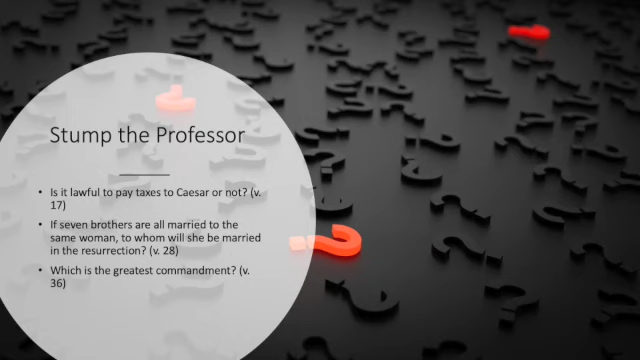 Stump the Professor
• Is it lawful to pay taxes to Caesar or not? (v.
17)
• If seven brothers are all married to the
same woman, to whom will she be married
in the resurrection? (v. 28)
• Which is the greatest commandment? (v.
36)